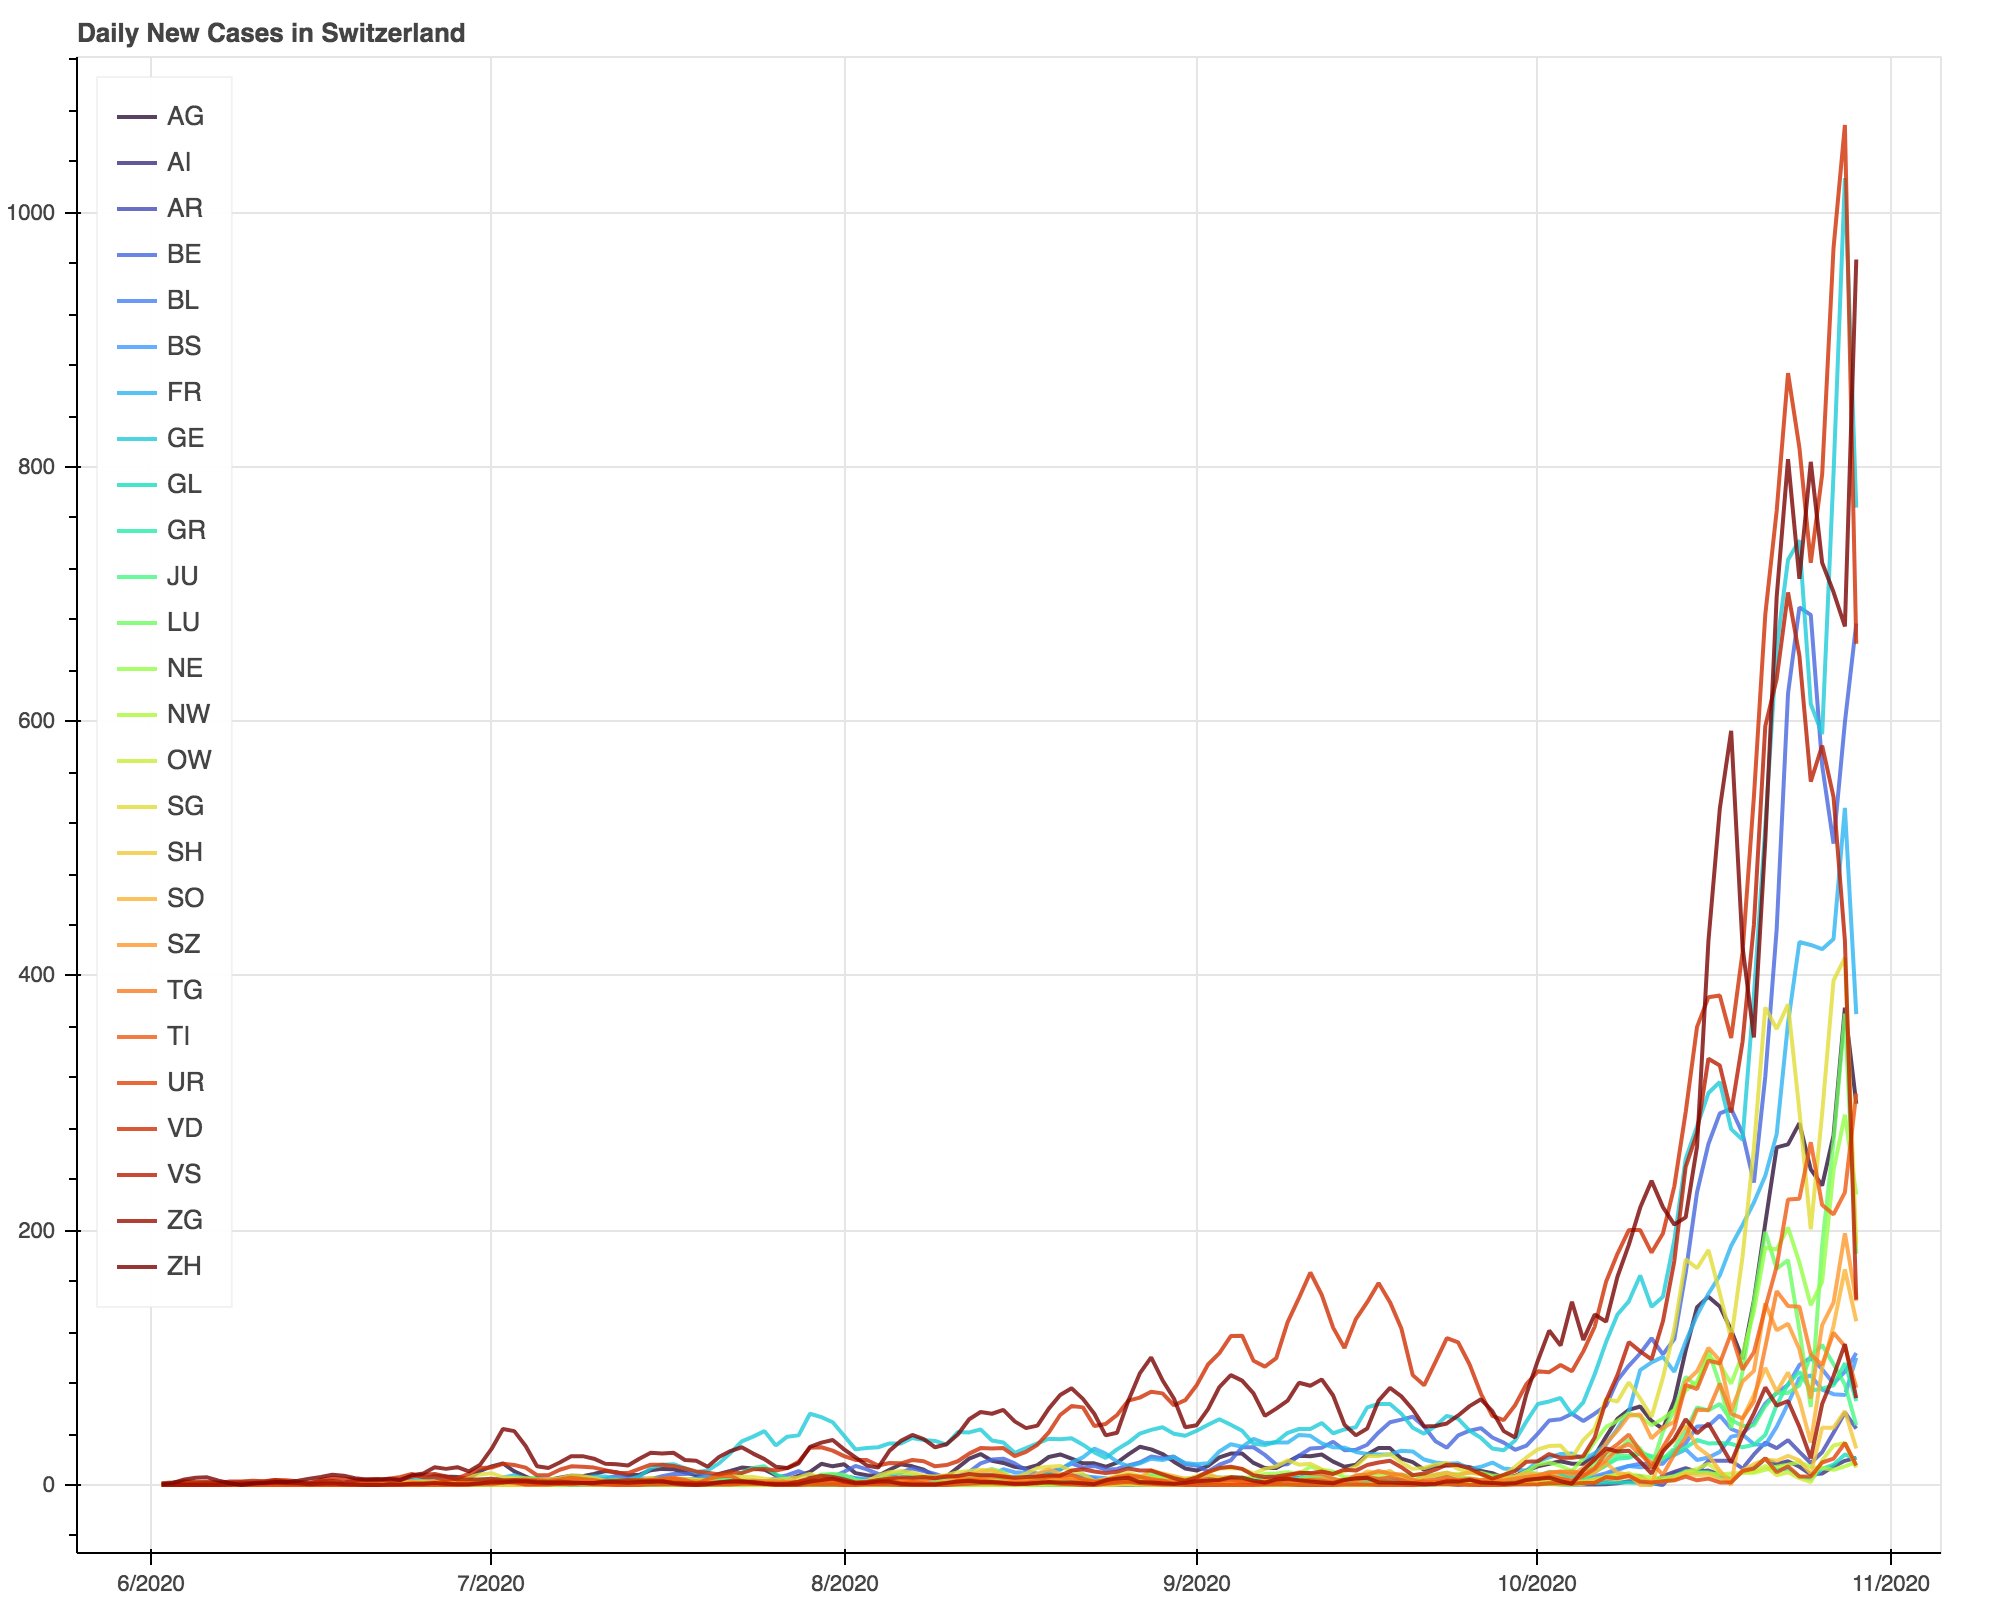 Daily New Cases in Switzerland
AG
AI
AR
BE
BL
BS
FR
GE
GL
GR
JU
LU
NE
NW
OW
SG
SH
SO
SZ
TG
TI
UR
VD
VS
ZG
ZH
1000
800
600
400
200
0
6/2020 7/2020 8/2020 9/2020 10/2020 11/2020